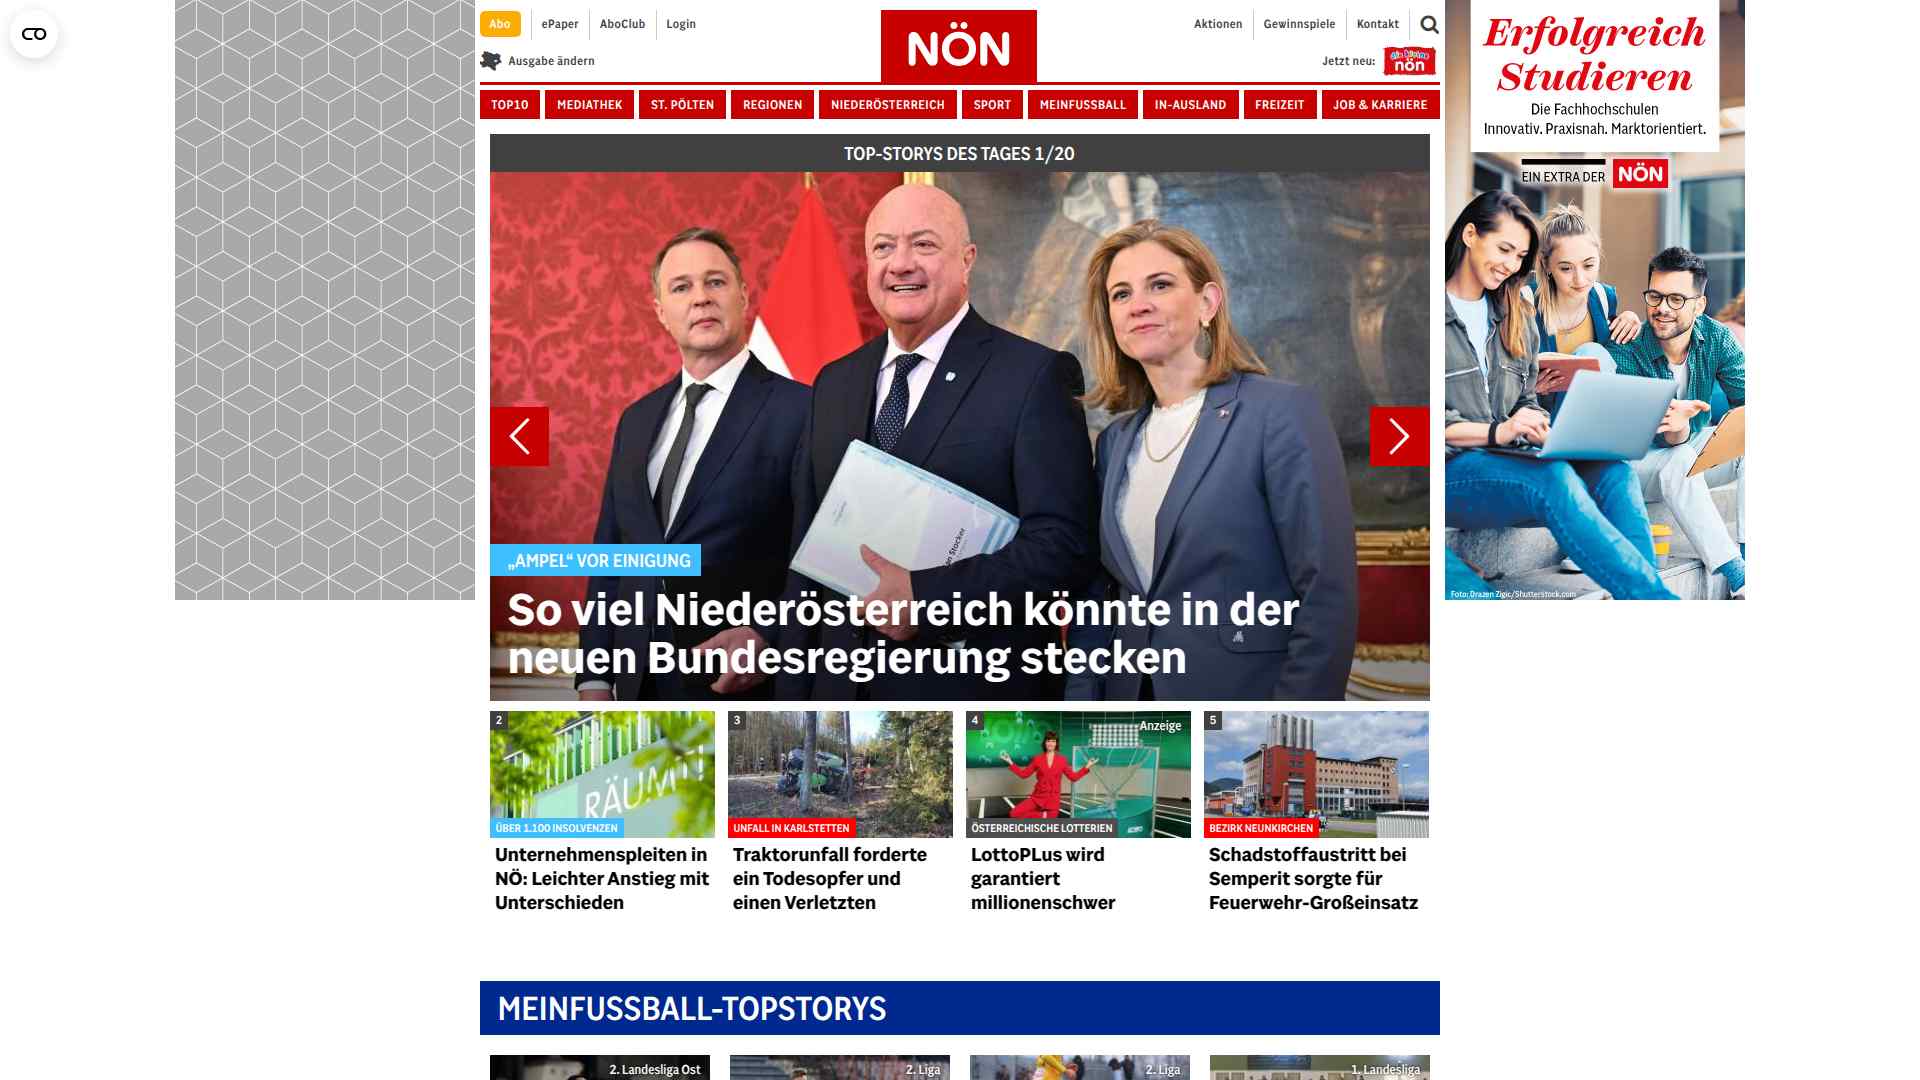 Abo
ePaper
AboClub
Login
NÖN
Aktionen
Gewinnspiele
Kontakt
Ausgabe ändern
Jetzt neu:
die kleine
nön
TOP10
MEDIATHEK
ST. PÖLTEN
REGIONEN
NIEDERÖSTERREICH
SPORT
MEINFUSSBALL
IN-AUSLAND
FREIZEIT
JOB & KARRIERE
Erfolgreich
Studieren
Die Fachhochschulen
Innovativ. Praxisnah. Marktorientiert.
EIN EXTRA DER NÖN
Foto: Drazen Zigic/Shutterstock.com
TOP-STORYS DES TAGES 1/20
„AMPEL“ VOR EINIGUNG
So viel Niederösterreich könnte in der
neuen Bundesregierung stecken
2
RÄUMT!
ÜBER 1.100 INSOLVENZEN
Unternehmenspleiten in
NÖ: Leichter Anstieg mit
Unterschieden
3
UNFALL IN KARLSTETTEN
Traktorunfall forderte
ein Todesopfer und
einen Verletzten
4
Anzeige
ÖSTERREICHISCHE LOTTERIEN
LottoPLus wird
garantiert
millionenschwer
5
BEZIRK NEUNKIRCHEN
Schadstoffaustritt bei
Semperit sorgte für
Feuerwehr-Großeinsatz
MEINFUSSBALL-TOPSTORYS
2. Landesliga Ost
2. Liga
2. Liga
1. Landesliga